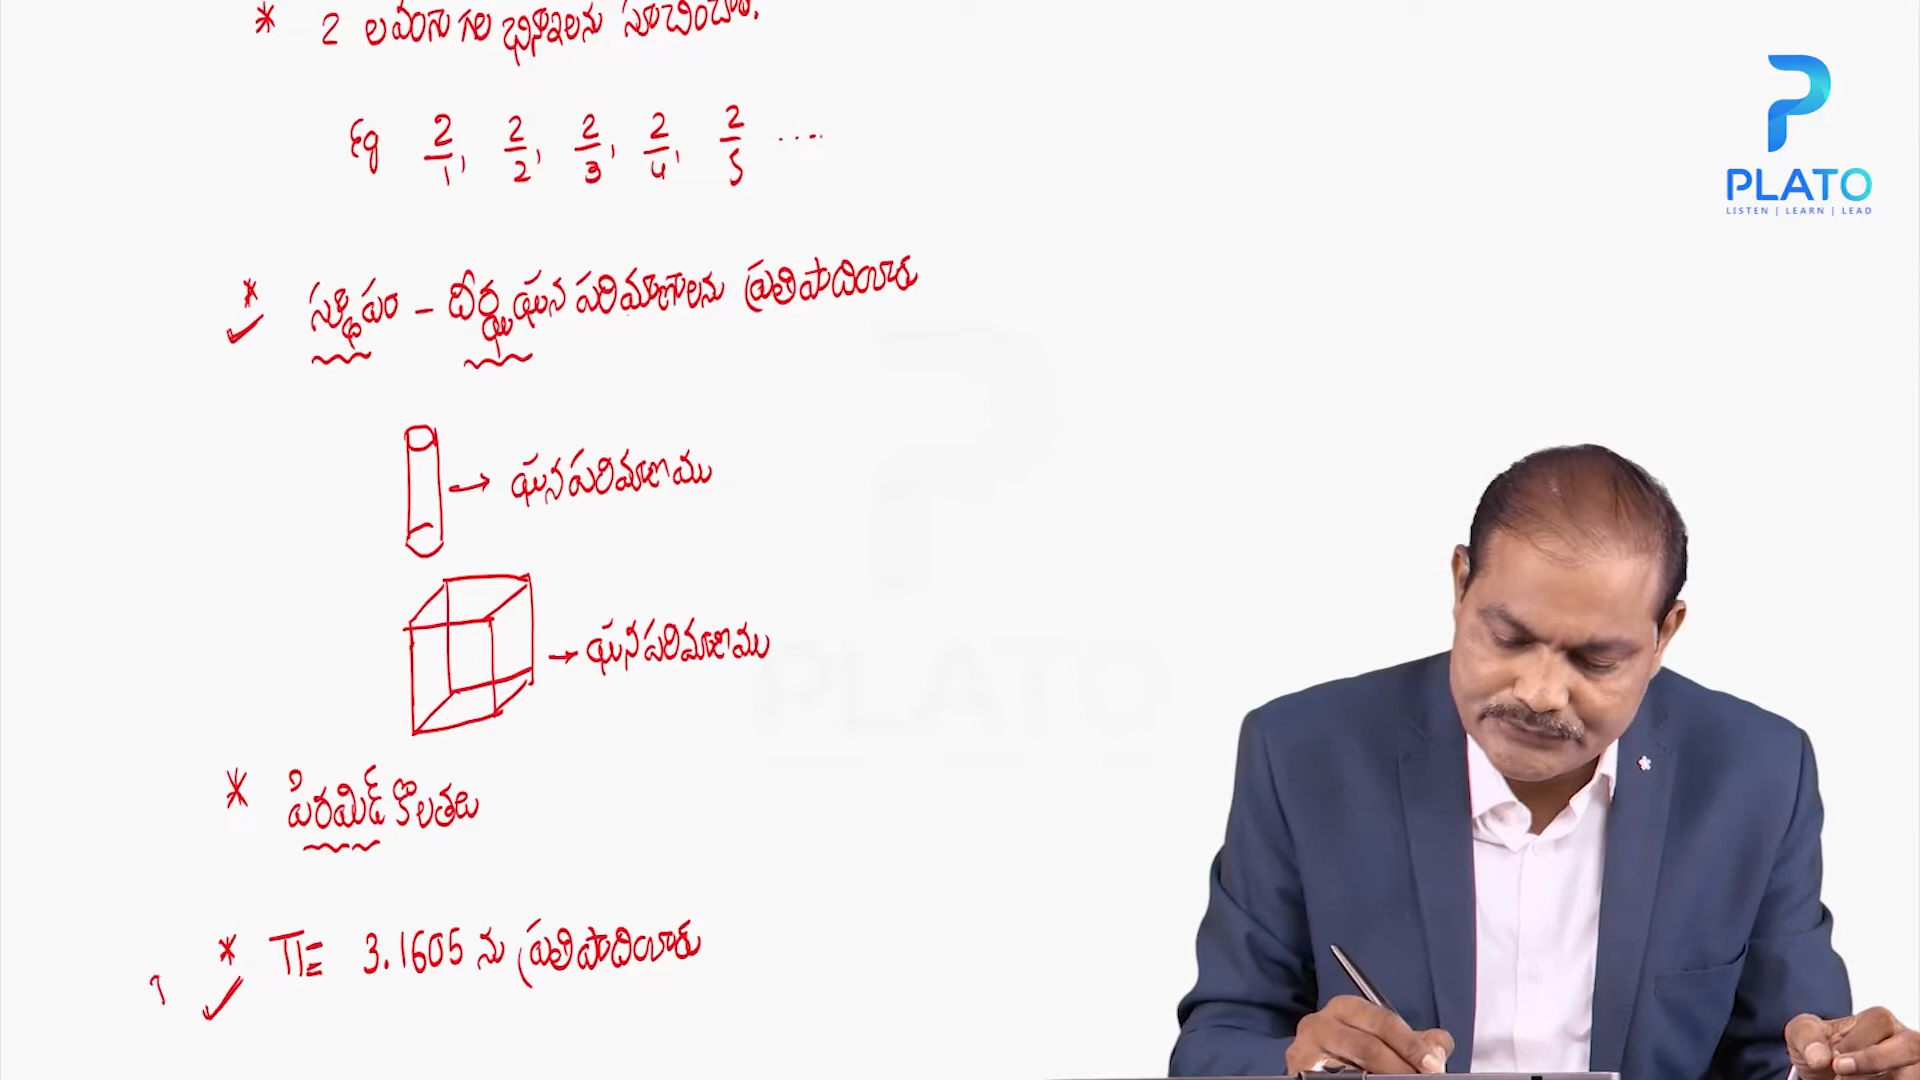 * 2 లవముగల భిన్నాలను సూచించారు.
Eg 2/1, 2/2, 2/3, 2/4, 2/5 ....
* స్థూపం - దీర్ఘఘన పరిమాణాలను ప్రతిపాదియారు
→ ఘనపరిమాణము
→ ఘనపరిమాణము
* పిరమిడ్ కొలతలు
* π= 3.1605 ను ప్రతిపాదియారు
PLATO
LISTEN | LEARN | LEAD
PLATO